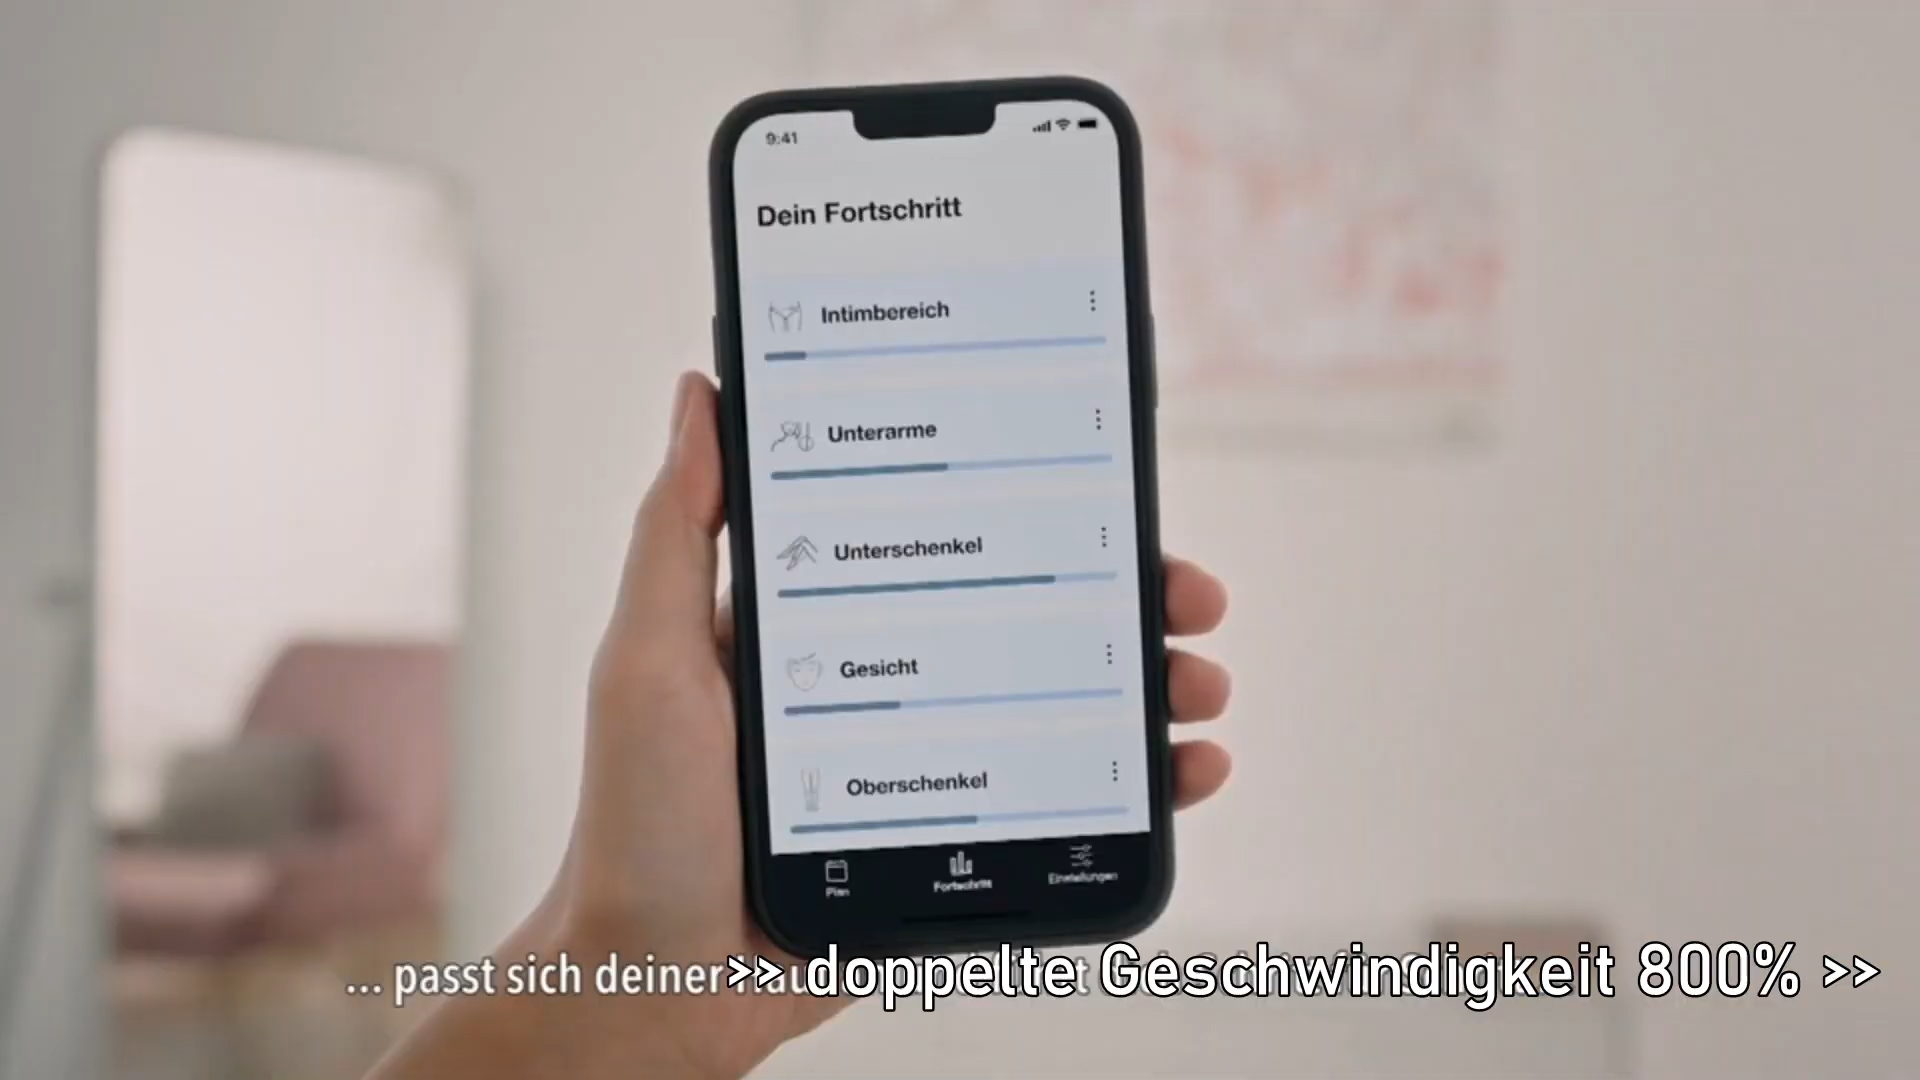 9:41
Dein Fortschritt
Intimbereich
Unterarme
Unterschenkel
Gesicht
Oberschenkel
Plan
Fortschritt
Einstellungen
... passt sich deiner
>> doppelte Geschwindigkeit 800% >>